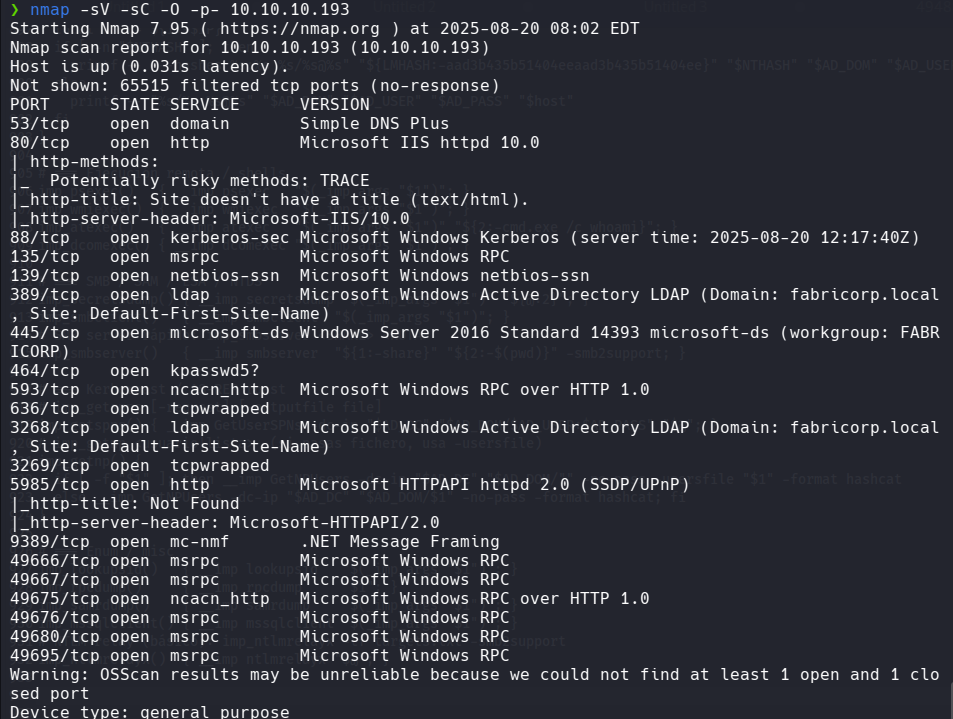 ❯ nmap -sV -sC -O -p- 10.10.10.193
Starting Nmap 7.95 ( https://nmap.org ) at 2025-08-20 08:02 EDT
Nmap scan report for 10.10.10.193 (10.10.10.193)
Host is up (0.031s latency).
Not shown: 65515 filtered tcp ports (no-response)
PORT      STATE SERVICE      VERSION
53/tcp    open  domain       Simple DNS Plus
80/tcp    open  http         Microsoft IIS httpd 10.0
| http-methods:
|_  Potentially risky methods: TRACE
|_http-title: Site doesn't have a title (text/html).
|_http-server-header: Microsoft-IIS/10.0
88/tcp    open  kerberos-sec Microsoft Windows Kerberos (server time: 2025-08-20 12:17:40Z)
135/tcp   open  msrpc        Microsoft Windows RPC
139/tcp   open  netbios-ssn  Microsoft Windows netbios-ssn
389/tcp   open  ldap         Microsoft Windows Active Directory LDAP (Domain: fabricorp.local
, Site: Default-First-Site-Name)
445/tcp   open  microsoft-ds Windows Server 2016 Standard 14393 microsoft-ds (workgroup: FABR
ICORP)
464/tcp   open  kpasswd5?
593/tcp   open  ncacn_http   Microsoft Windows RPC over HTTP 1.0
636/tcp   open  tcpwrapped
3268/tcp  open  ldap         Microsoft Windows Active Directory LDAP (Domain: fabricorp.local
, Site: Default-First-Site-Name)
3269/tcp  open  tcpwrapped
5985/tcp  open  http         Microsoft HTTPAPI httpd 2.0 (SSDP/UPnP)
|_http-title: Not Found
|_http-server-header: Microsoft-HTTPAPI/2.0
9389/tcp  open  mc-nmf       .NET Message Framing
49666/tcp open  msrpc        Microsoft Windows RPC
49667/tcp open  msrpc        Microsoft Windows RPC
49675/tcp open  ncacn_http   Microsoft Windows RPC over HTTP 1.0
49676/tcp open  msrpc        Microsoft Windows RPC
49680/tcp open  msrpc        Microsoft Windows RPC
49695/tcp open  msrpc        Microsoft Windows RPC
Warning: OSScan results may be unreliable because we could not find at least 1 open and 1 clo
sed port
Device type: general purpose